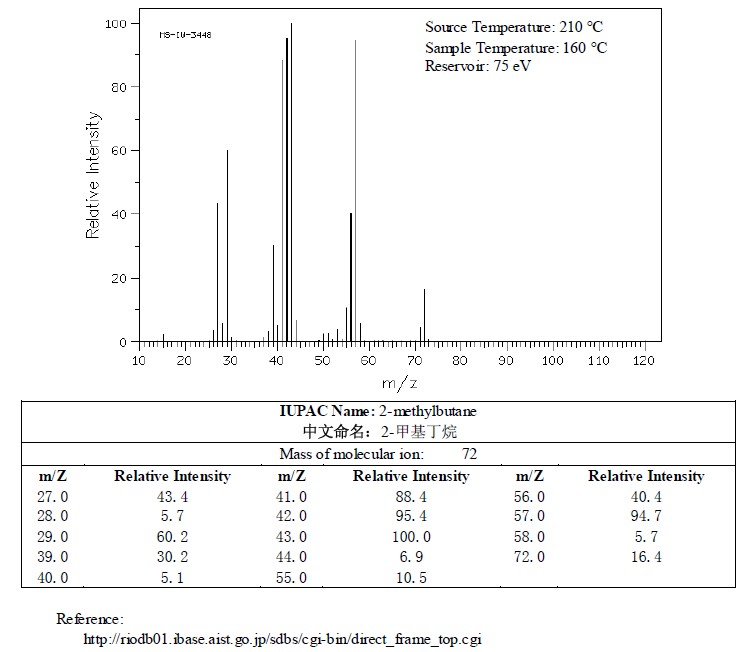 MS-IW-3448
Source Temperature: 210 °C
Sample Temperature: 160 °C
Reservoir: 75 eV
Relative Intensity
100
80
60
40
20
0
10 20 30 40 50 60 70 80 90 100 110 120
m/z
IUPAC Name: 2-methylbutane
中文命名：2-甲基丁烷
Mass of molecular ion: 72
m/Z Relative Intensity m/Z Relative Intensity m/Z Relative Intensity
27.0 43.4 41.0 88.4 56.0 40.4
28.0 5.7 42.0 95.4 57.0 94.7
29.0 60.2 43.0 100.0 58.0 5.7
39.0 30.2 44.0 6.9 72.0 16.4
40.0 5.1 55.0 10.5
Reference:
http://riodb01.ibase.aist.go.jp/sdbs/cgi-bin/direct_frame_top.cgi